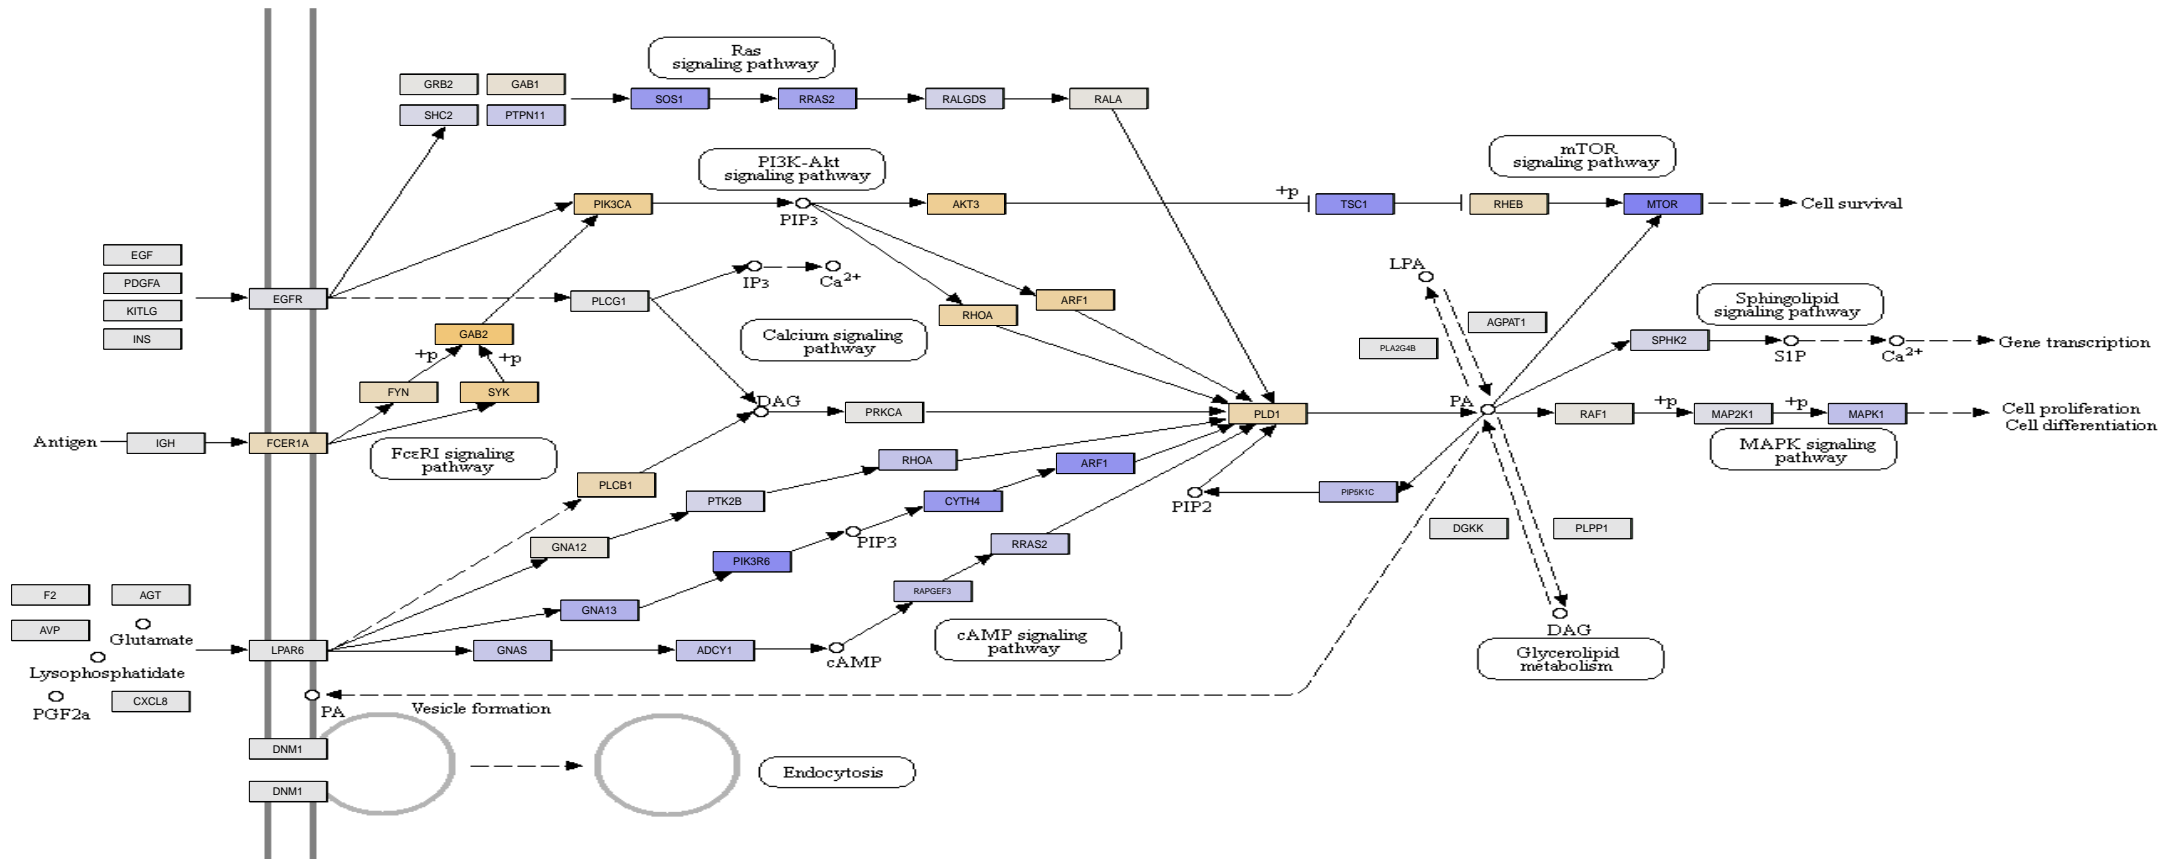 Ras
signaling pathway
GRB2
GAB1
SHC2
PTPN11
SOS1
RRAS2
RALGDS
RALA
PI3K-Akt
signaling pathway
mTOR
signaling pathway
PIK3CA
PIP3
AKT3
+p
TSC1
RHEB
MTOR
Cell survival
EGF
PDGFA
KITLG
INS
EGFR
PLCG1
IP3
Ca2+
RHOA
ARF1
LPA
AGPAT1
PLA2G4B
Sphingolipid
signaling pathway
SPHK2
S1P
Ca2+
Gene transcription
GAB2
+p
+p
Calcium signaling
pathway
FYN
SYK
DAG
PRKCA
PLD1
PA
RAF1
+p
MAP2K1
+p
MAPK1
Cell proliferation
Cell differentiation
Antigen
IGH
FCER1A
FcεRI signaling
pathway
MAPK signaling
pathway
PLCB1
PTK2B
RHOA
ARF1
CYTH4
PIP2
PIP5K1C
GNA12
PIK3R6
PIP3
RRAS2
DGKK
PLPP1
F2
AGT
AVP
Glutamate
Lysophosphatidate
PGF2a
CXCL8
LPAR6
GNA13
GNAS
ADCY1
cAMP
RAPGEF3
cAMP signaling
pathway
DAG
Glycerolipid
metabolism
PA
Vesicle formation
DNM1
DNM1
Endocytosis